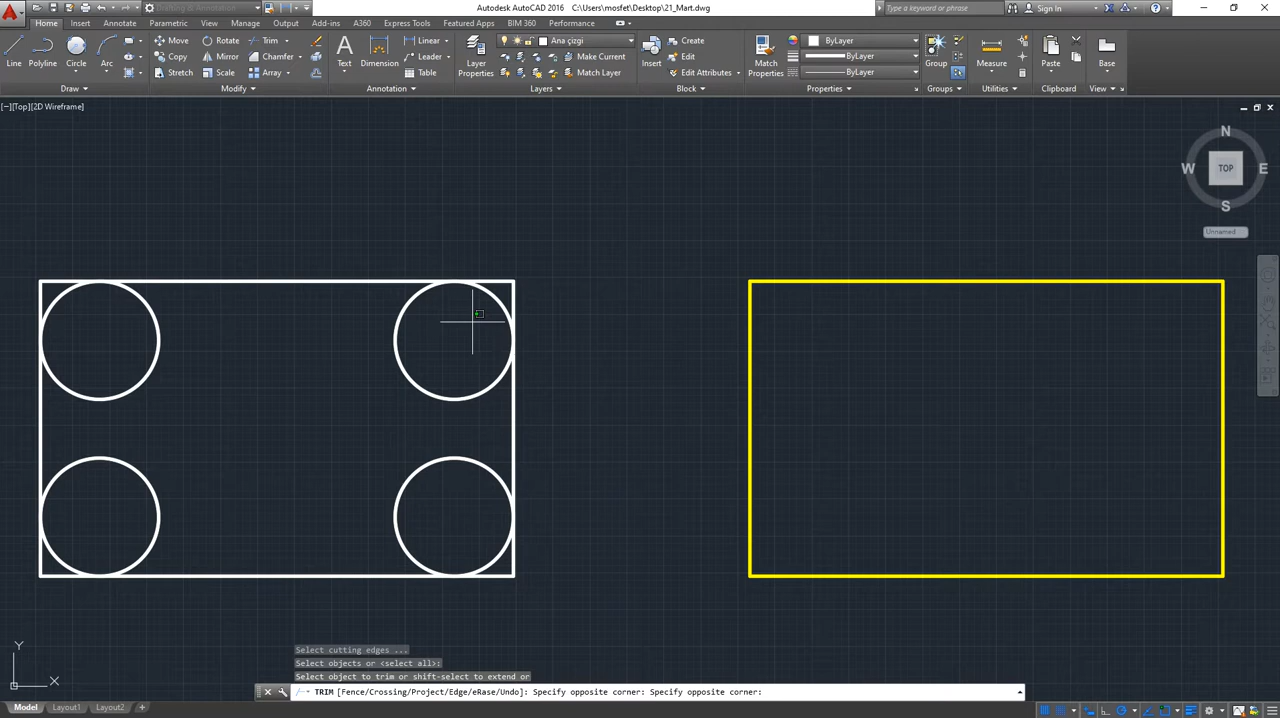 Autodesk AutoCAD 2016 C:\Users\mosfet\Desktop\21_Mart.dwg
Drafting & Annotation
Type a keyword or phrase
Sign In
Home Insert Annotate Parametric View Manage Output Add-ins A360 Express Tools Featured Apps BIM 360 Performance
Line Polyline Circle Arc
Move Rotate Trim
Copy Mirror Chamfer
Stretch Scale Array
Text Dimension
Linear
Leader
Table
Layer Properties
Ana çizgi
Make Current
Match Layer
Insert
Create
Edit
Edit Attributes
Match Properties
ByLayer
ByLayer
ByLayer
Group
Measure
Paste
Base
Draw Modify Annotation Layers Block Properties Groups Utilities Clipboard View
[−][Top][2D Wireframe]
N
W TOP E
S
Unnamed
Y
X
Select cutting edges ...
Select objects or <select all>:
Select object to trim or shift-select to extend or
TRIM [Fence/Crossing/Project/Edge/eRase/Undo]: Specify opposite corner: Specify opposite corner:
Model Layout1 Layout2 +